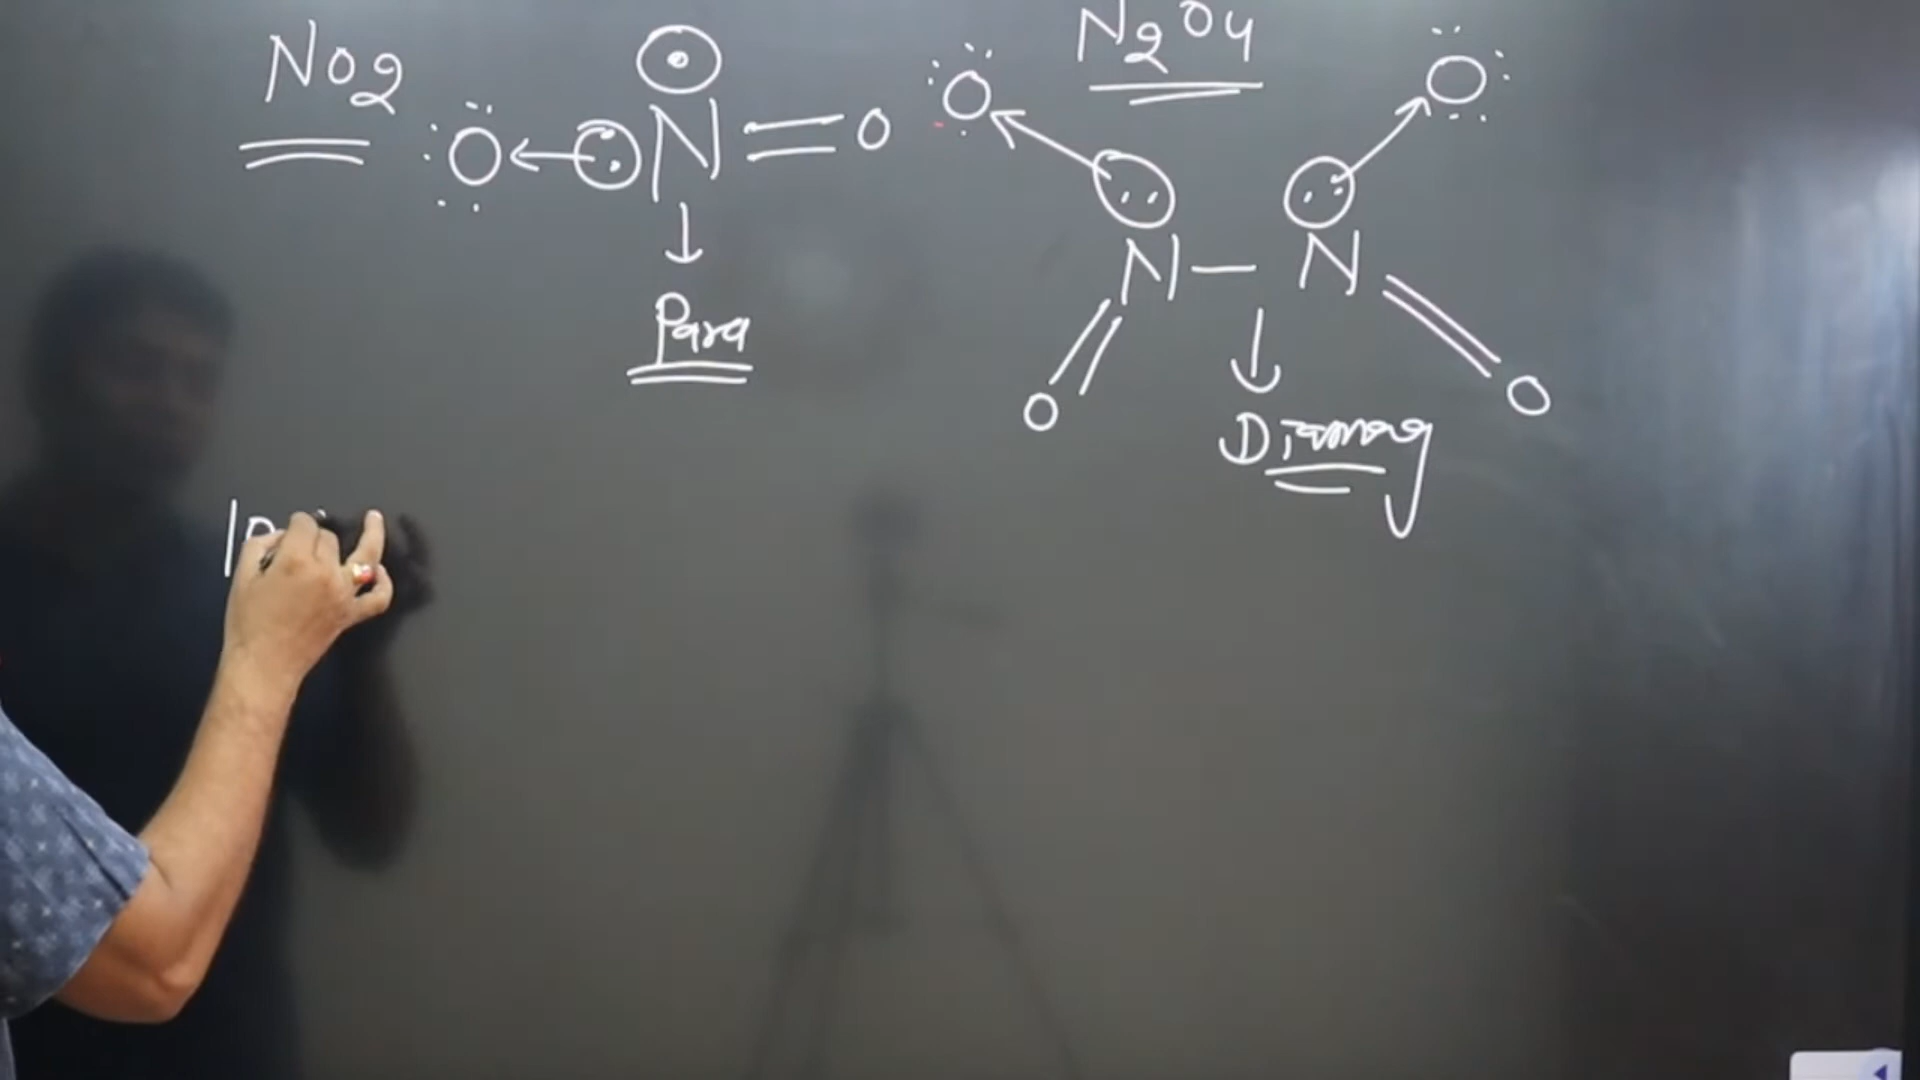 NO2
N2O4
:O ← : N = O
O
O
N — N
Para
O
O
Diamag